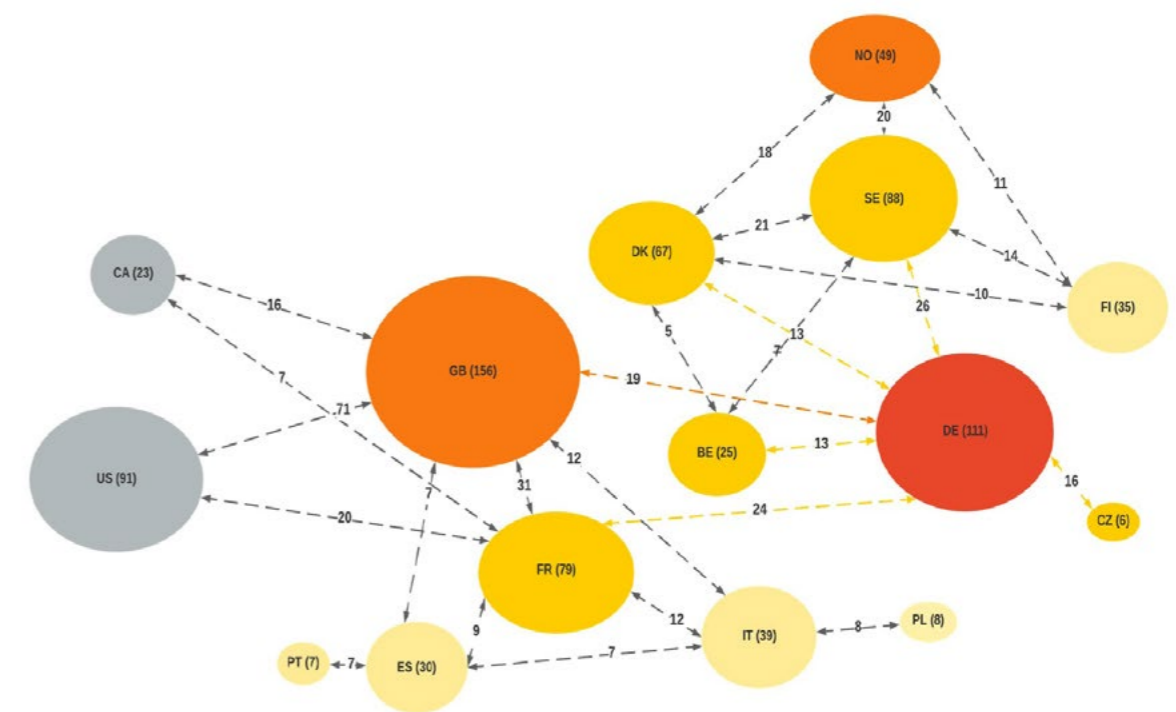 NO (49)
20
18
11
SE (88)
21
DK (67)
14
CA (23)
10
FI (35)
16
26
5
13
7
GB (156)
7
19
71
BE (25)
13
DE (111)
12
US (91)
16
7
31
20
24
CZ (6)
FR (79)
12
PL (8)
8
9
IT (39)
7
PT (7)
7
ES (30)